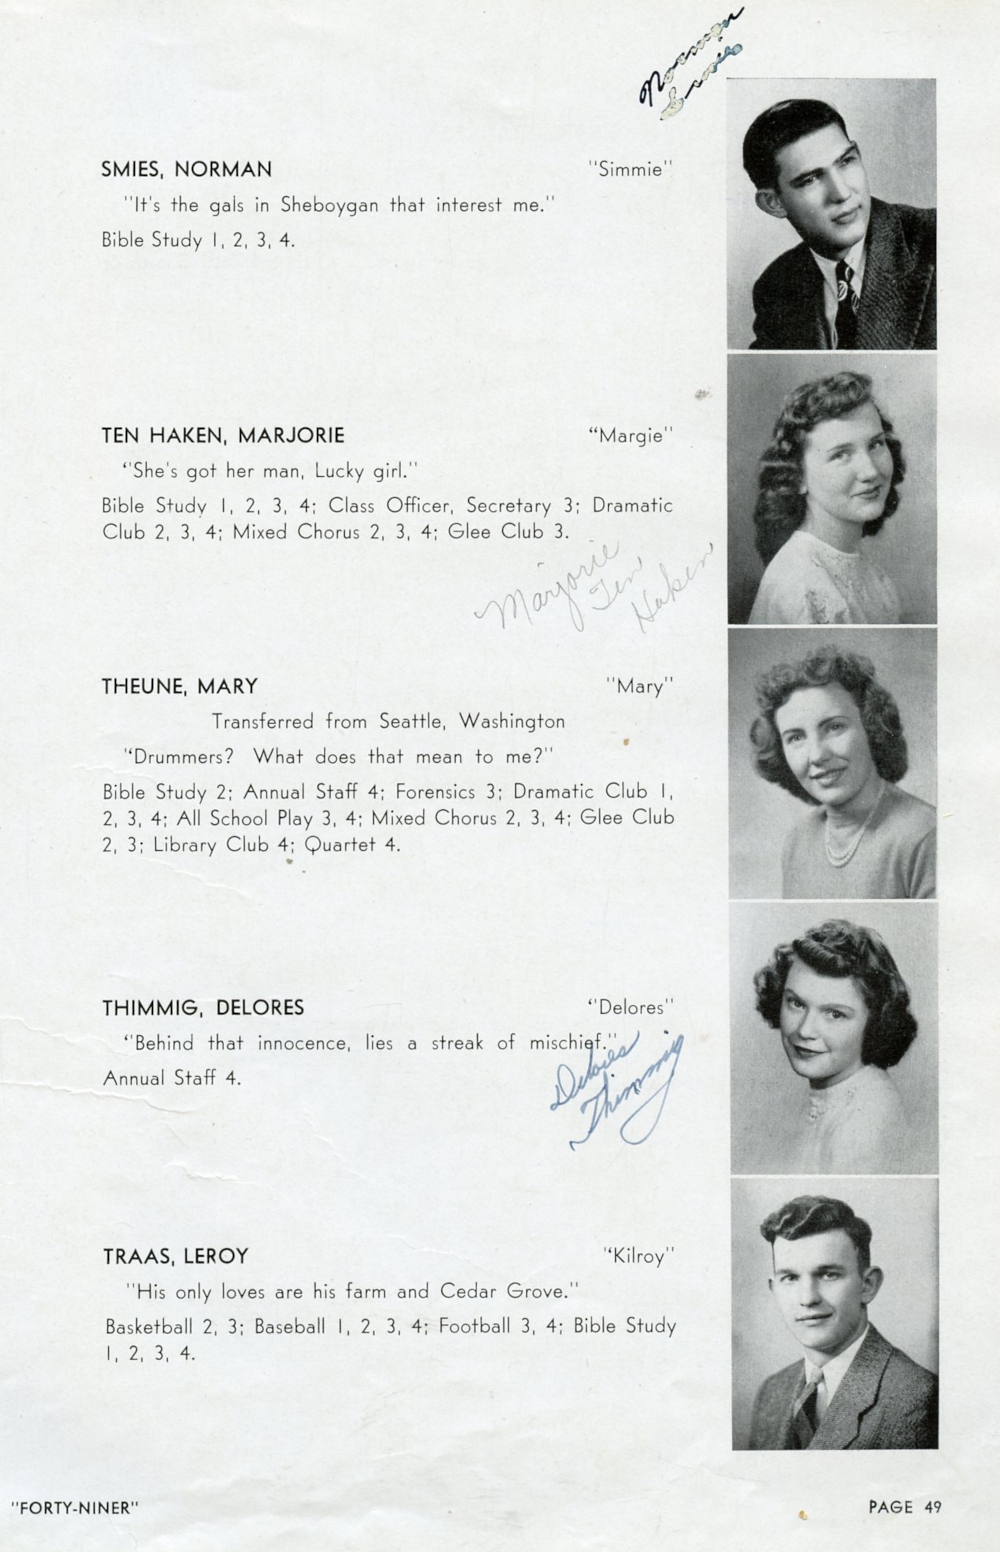 Norman
Smies
SMIES, NORMAN "Simmie"
"It's the gals in Sheboygan that interest me."
Bible Study 1, 2, 3, 4.
TEN HAKEN, MARJORIE "Margie"
"She's got her man, Lucky girl."
Bible Study 1, 2, 3, 4; Class Officer, Secretary 3; Dramatic
Club 2, 3, 4; Mixed Chorus 2, 3, 4; Glee Club 3.
Marjorie Ten Haken
THEUNE, MARY "Mary"
Transferred from Seattle, Washington
"Drummers? What does that mean to me?"
Bible Study 2; Annual Staff 4; Forensics 3; Dramatic Club 1,
2, 3, 4; All School Play 3, 4; Mixed Chorus 2, 3, 4; Glee Club
2, 3; Library Club 4; Quartet 4.
THIMMIG, DELORES "Delores"
"Behind that innocence, lies a streak of mischief."
Annual Staff 4.
Delores
Thimmig
TRAAS, LEROY "Kilroy"
"His only loves are his farm and Cedar Grove."
Basketball 2, 3; Baseball 1, 2, 3, 4; Football 3, 4; Bible Study
1, 2, 3, 4.
"FORTY-NINER" PAGE 49